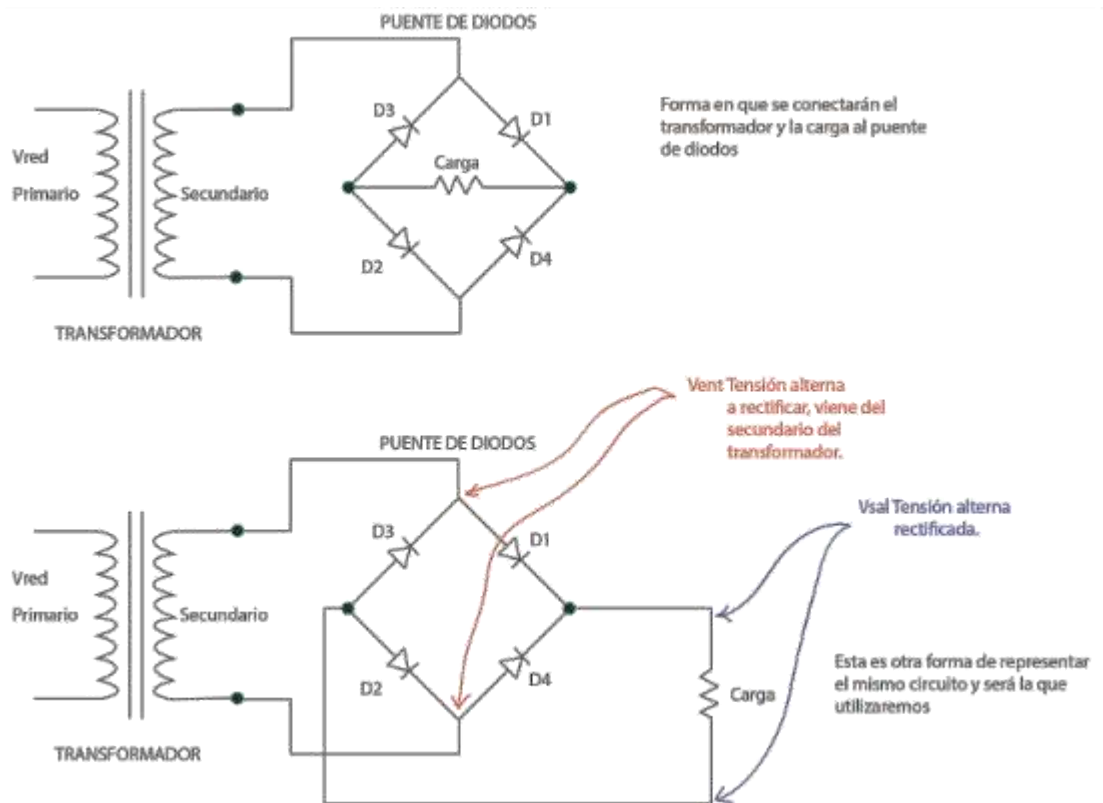 PUENTE DE DIODOS
D3
D1
Forma en que se conectarán el
transformador y la carga al puente
de diodos
Carga
Vred
Primario
Secundario
D2
D4
TRANSFORMADOR
Vent Tensión alterna
a rectificar, viene del
secundario del
transformador.
PUENTE DE DIODOS
Vsal Tensión alterna
rectificada.
D3
D1
Vred
Primario
Secundario
D2
D4
Carga
Esta es otra forma de representar
el mismo circuito y será la que
utilizaremos
TRANSFORMADOR